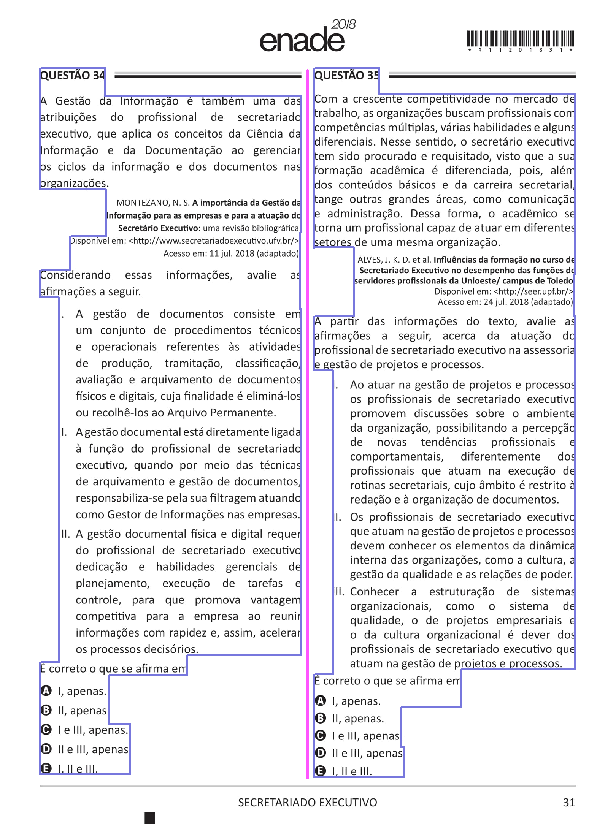 enade 2018
*R3120183 1*
QUESTÃO 34
A Gestão da Informação é também uma das
atribuições do profissional de secretariado
executivo, que aplica os conceitos da Ciência da
Informação e da Documentação ao gerenciar
os ciclos da informação e dos documentos nas
organizações.
MONTEZANO, N. S. A importância da Gestão da
Informação para as empresas e para a atuação do
Secretário Executivo: uma revisão bibliográfica
Disponível em: <http://www.secretariadoexecutivo.ufv.br/>
Acesso em: 11 jul. 2018 (adaptado)
Considerando essas informações, avalie as
afirmações a seguir.
I. A gestão de documentos consiste em
um conjunto de procedimentos técnicos
e operacionais referentes às atividades
de produção, tramitação, classificação,
avaliação e arquivamento de documentos
físicos e digitais, cuja finalidade é eliminá-los
ou recolhê-los ao Arquivo Permanente.
II. A gestão documental está diretamente ligada
à função do profissional de secretariado
executivo, quando por meio das técnicas
de arquivamento e gestão de documentos,
responsabiliza-se pela sua filtragem atuando
como Gestor de Informações nas empresas.
III. A gestão documental física e digital requer
do profissional de secretariado executivo
dedicação e habilidades gerenciais de
planejamento, execução de tarefas e
controle, para que promova vantagem
competitiva para a empresa ao reunir
informações com rapidez e, assim, acelerar
os processos decisórios.
É correto o que se afirma em
A I, apenas.
B II, apenas
C I e III, apenas.
D II e III, apenas
E I, II e III.
QUESTÃO 35
Com a crescente competitividade no mercado de
trabalho, as organizações buscam profissionais com
competências múltiplas, várias habilidades e alguns
diferenciais. Nesse sentido, o secretário executivo
tem sido procurado e requisitado, visto que a sua
formação acadêmica é diferenciada, pois, além
dos conteúdos básicos e da carreira secretarial,
tange outras grandes áreas, como comunicação
e administração. Dessa forma, o acadêmico se
torna um profissional capaz de atuar em diferentes
setores de uma mesma organização.
ALVES, J. K. D. et al. Influências da formação no curso de
Secretariado Executivo no desempenho das funções de
servidores profissionais da Unioeste/ campus de Toledo
Disponível em: <http://seer.upf.br/>
Acesso em: 24 jul. 2018 (adaptado)
A partir das informações do texto, avalie as
afirmações a seguir, acerca da atuação do
profissional de secretariado executivo na assessoria
e gestão de projetos e processos.
I. Ao atuar na gestão de projetos e processos
os profissionais de secretariado executivo
promovem discussões sobre o ambiente
da organização, possibilitando a percepção
de novas tendências profissionais e
comportamentais, diferentemente dos
profissionais que atuam na execução de
rotinas secretariais, cujo âmbito é restrito à
redação e à organização de documentos.
II. Os profissionais de secretariado executivo
que atuam na gestão de projetos e processos
devem conhecer os elementos da dinâmica
interna das organizações, como a cultura, a
gestão da qualidade e as relações de poder.
III. Conhecer a estruturação de sistemas
organizacionais, como o sistema de
qualidade, o de projetos empresariais e
o da cultura organizacional é dever dos
profissionais de secretariado executivo que
atuam na gestão de projetos e processos.
É correto o que se afirma em
A I, apenas.
B II, apenas.
C I e III, apenas
D II e III, apenas
E I, II e III.
SECRETARIADO EXECUTIVO
31